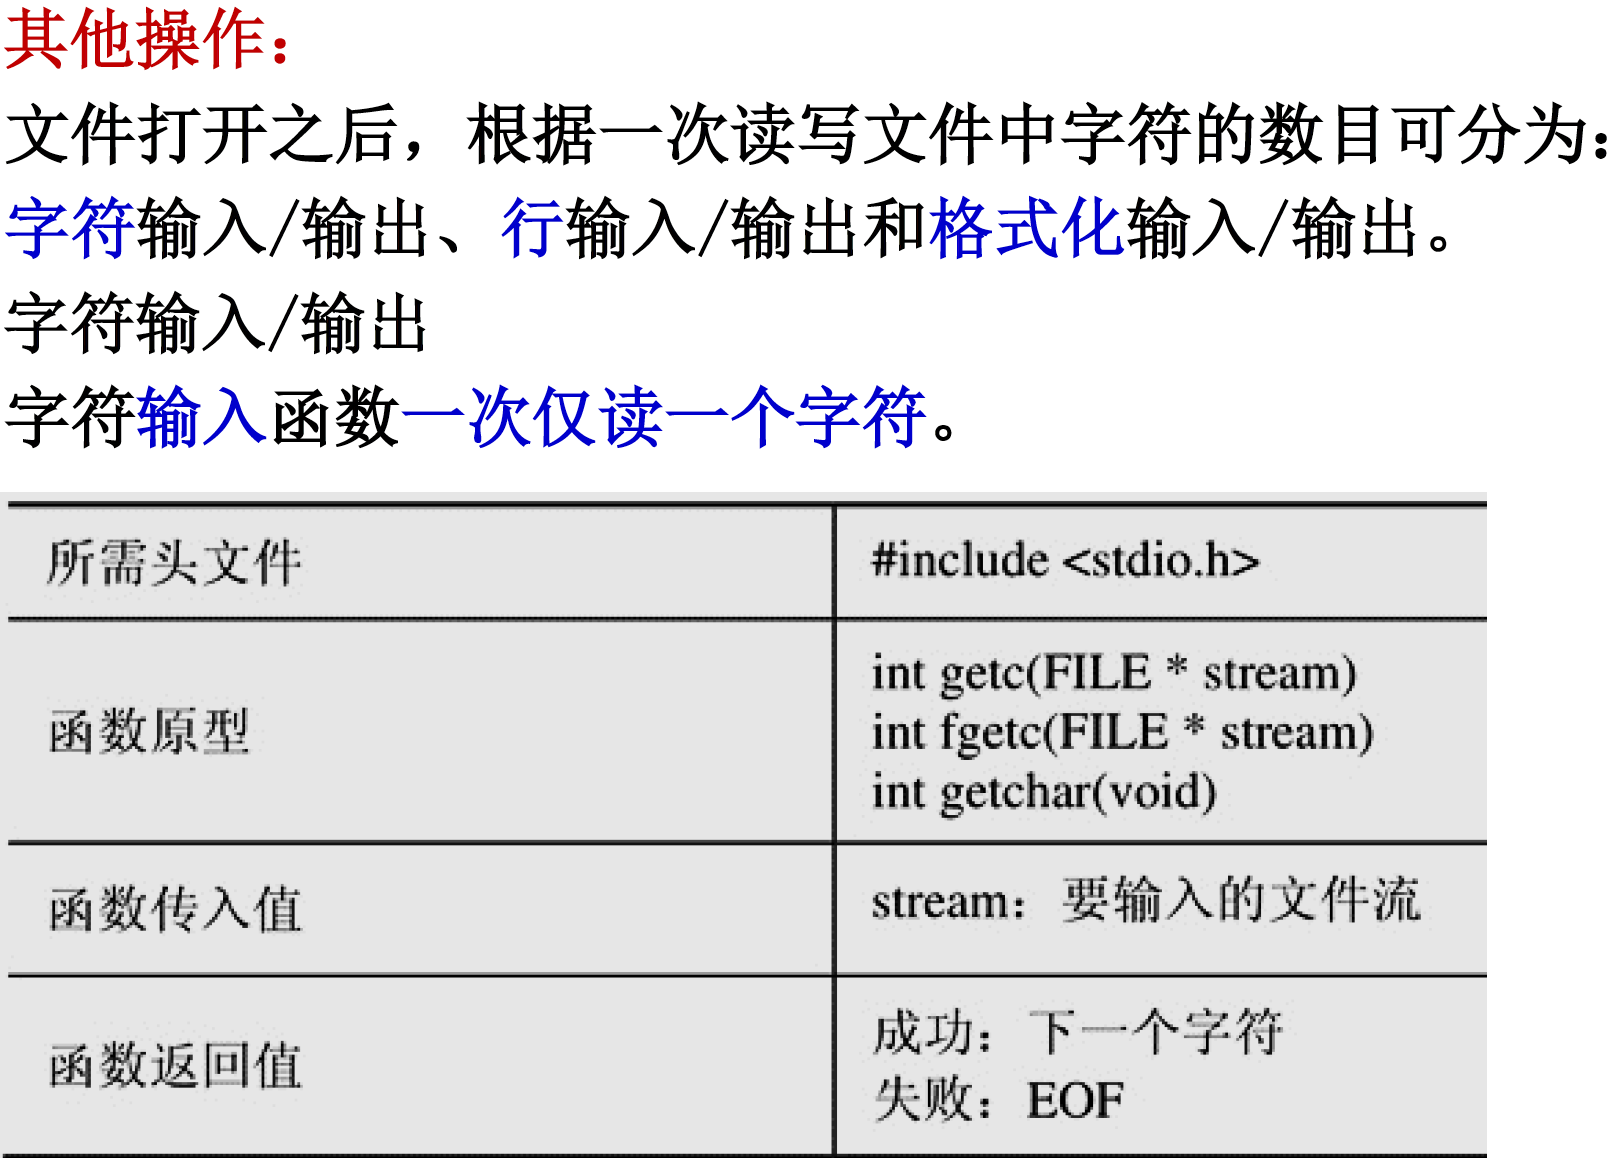 其他操作：
文件打开之后，根据一次读写文件中字符的数目可分为：
字符输入/输出、行输入/输出和格式化输入/输出。
字符输入/输出
字符输入函数一次仅读一个字符。
所需头文件
#include <stdio.h>
函数原型
int getc(FILE * stream)
int fgetc(FILE * stream)
int getchar(void)
函数传入值
stream：要输入的文件流
函数返回值
成功：下一个字符
失败：EOF